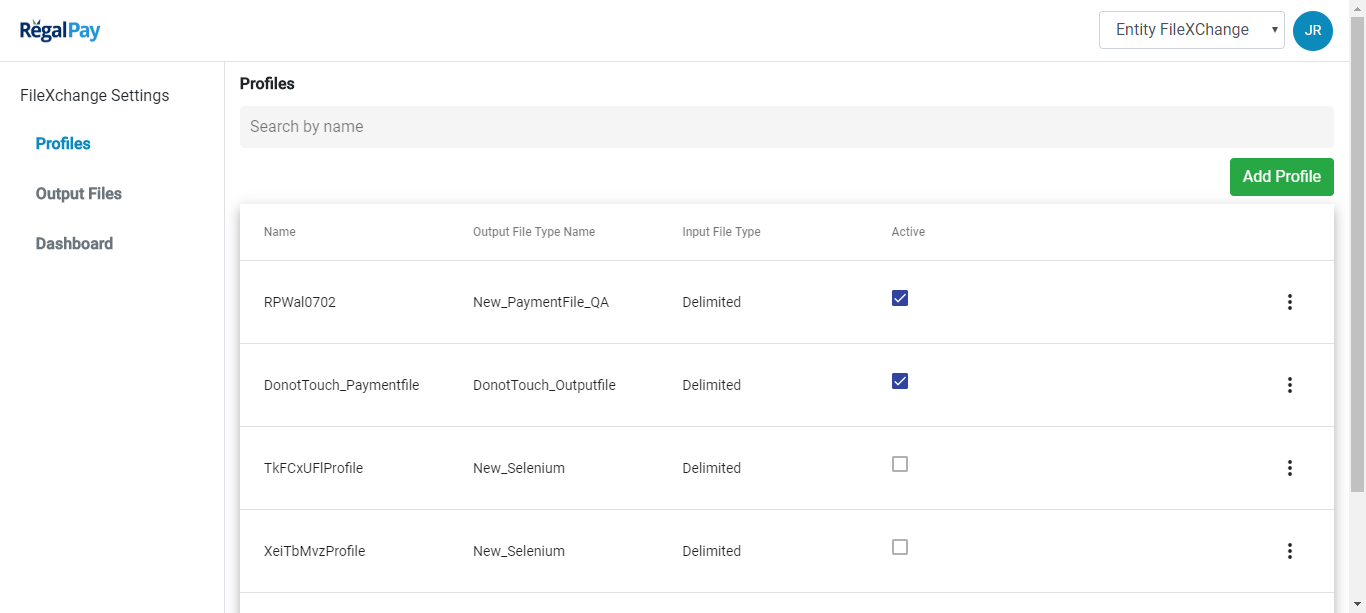 RegalPay
Entity FileXChange
JR
FileXchange Settings
Profiles
Output Files
Dashboard
Profiles
Search by name
Add Profile
Name Output File Type Name Input File Type Active
RPWal0702 New_PaymentFile_QA Delimited
DonotTouch_Paymentfile DonotTouch_Outputfile Delimited
TkFCxUFlProfile New_Selenium Delimited
XeiTbMvzProfile New_Selenium Delimited